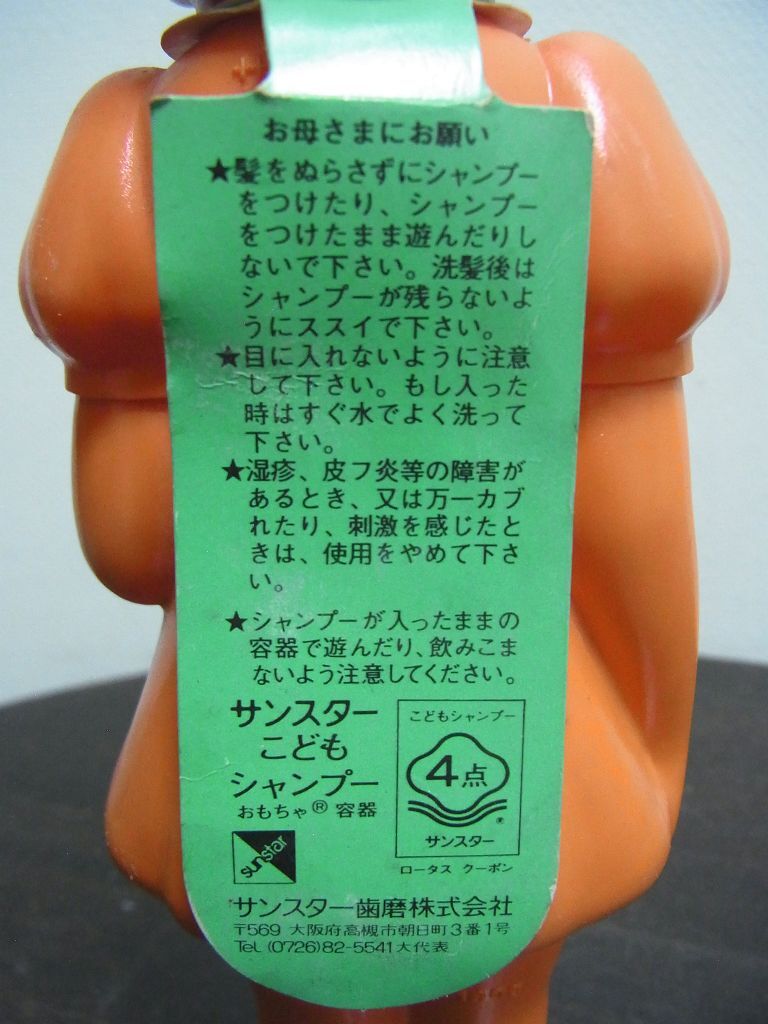 お母さまにお願い
★髪をぬらさずにシャンプー
をつけたり、シャンプー
をつけたまま遊んだりし
ないで下さい。洗髪後は
シャンプーが残らないよ
うにススイで下さい。
★目に入れないように注意
して下さい。もし入った
時はすぐ水でよく洗って
下さい。
★湿疹、皮フ炎等の障害が
あるとき、又は万一カブ
れたり、刺激を感じたと
きは、使用をやめて下さ
い。
★シャンプーが入ったままの
容器で遊んだり、飲みこま
ないよう注意してください。
サンスター
こども
シャンプー
おもちゃ®容器
sunstar
こどもシャンプー
4点
サンスター
ロータス クーポン
サンスター歯磨株式会社
〒569 大阪府高槻市朝日町3番1号
Tel (0726)82-5541大代表